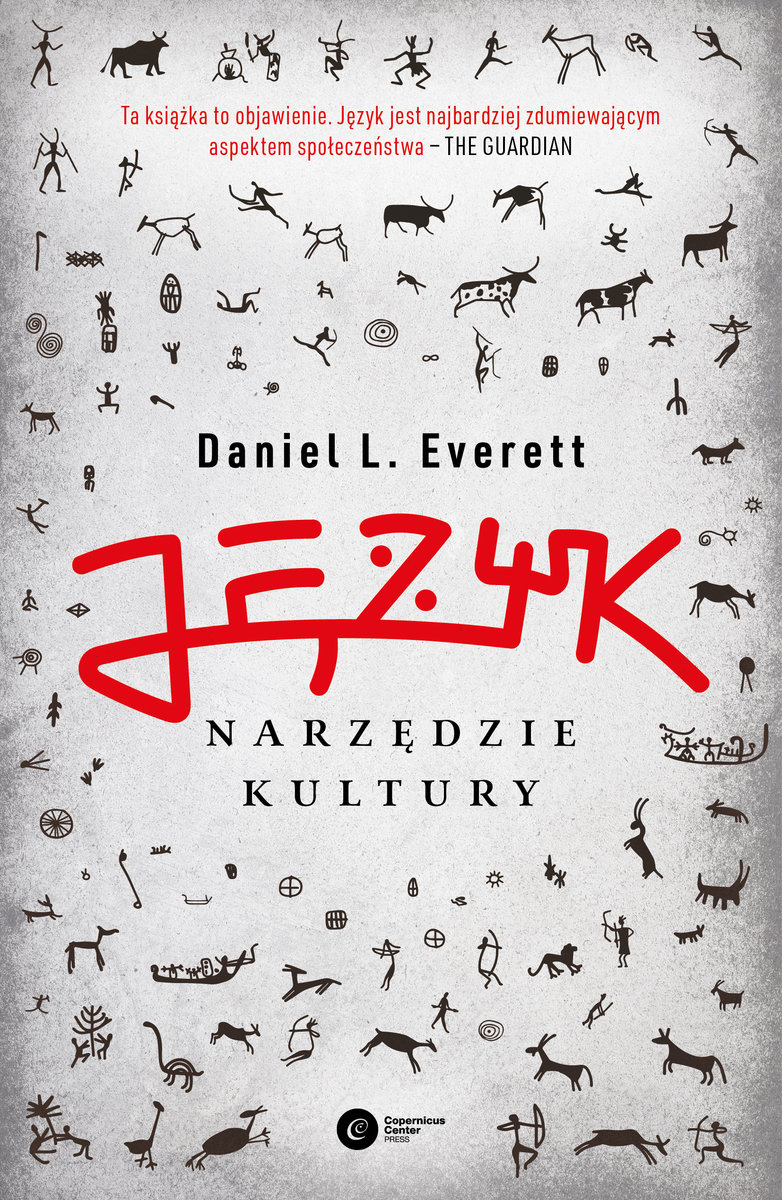 Ta książka to objawienie. Język jest najbardziej zdumiewającym
aspektem społeczeństwa – THE GUARDIAN
Daniel L. Everett
JĘZYK
NARZĘDZIE
KULTURY
Copernicus
Center
PRESS